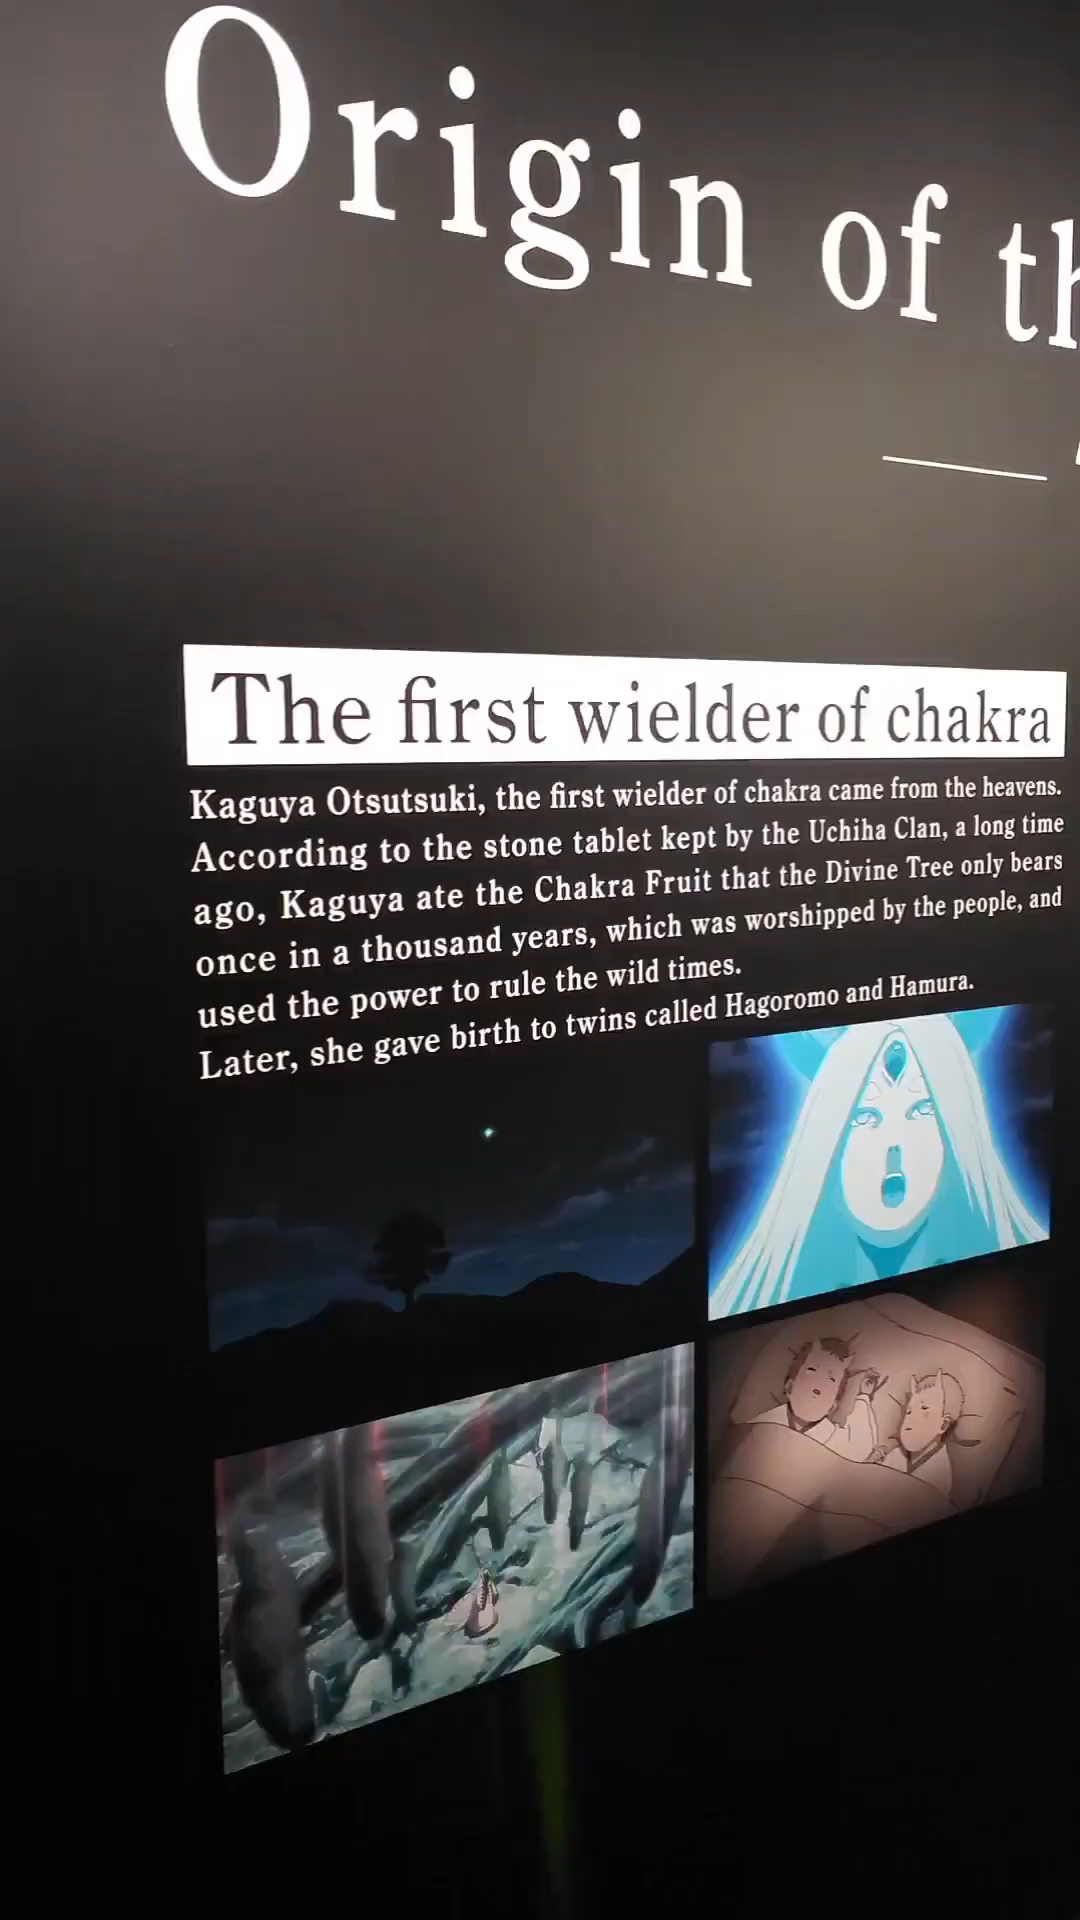 Origin of th
The first wielder of chakra
Kaguya Otsutsuki, the first wielder of chakra came from the heavens.
According to the stone tablet kept by the Uchiha Clan, a long time
ago, Kaguya ate the Chakra Fruit that the Divine Tree only bears
once in a thousand years, which was worshipped by the people, and
used the power to rule the wild times.
Later, she gave birth to twins called Hagoromo and Hamura.